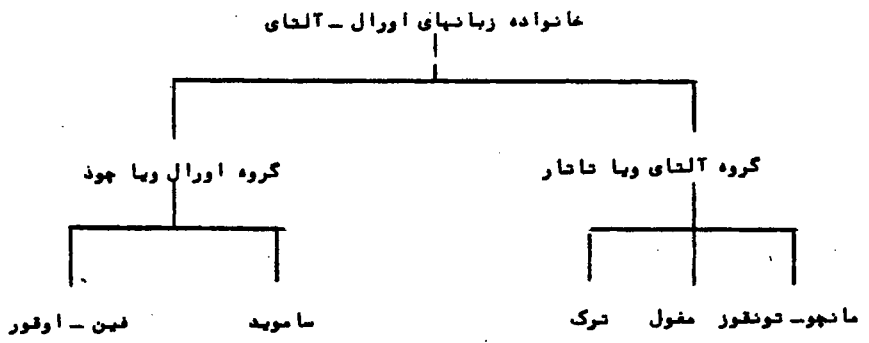 خانواده زبانهای اورال ـ آلتای
گروه آلتای ویا تاتار
گروه اورال ویا چوذ
مانچو ـ تونقوز
مغول
ترک
ساموید
فین ـ اوقور